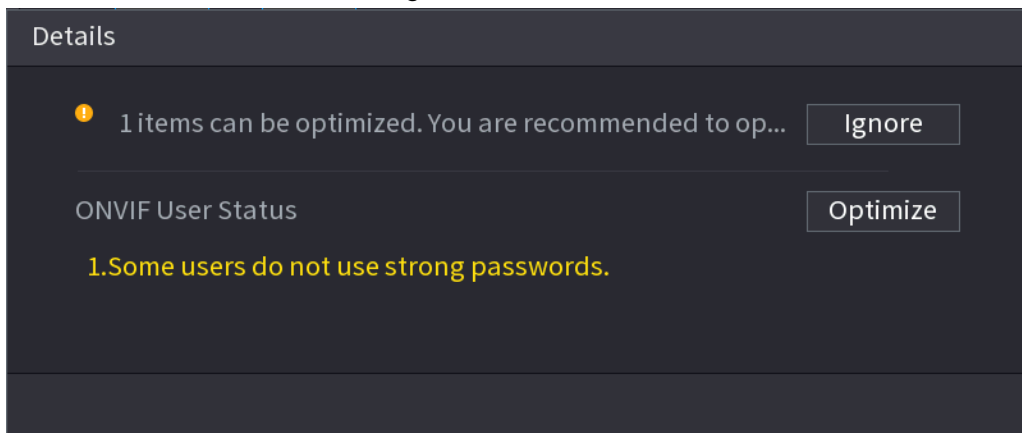 Details
1 items can be optimized. You are recommended to op...
Ignore
ONVIF User Status
Optimize
1.Some users do not use strong passwords.